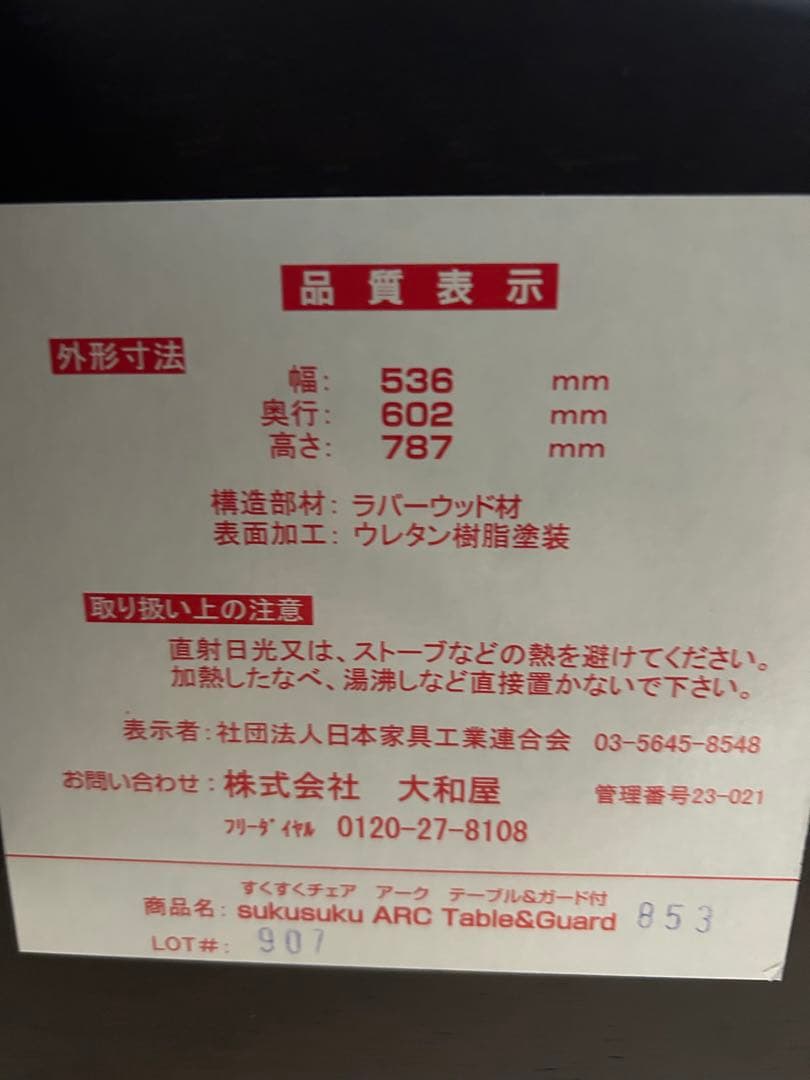 品質表示
外形寸法
幅: 536 mm
奥行: 602 mm
高さ: 787 mm
構造部材: ラバーウッド材
表面加工: ウレタン樹脂塗装
取り扱い上の注意
直射日光又は、ストーブなどの熱を避けてください。
加熱したなべ、湯沸しなど直接置かないで下さい。
表示者:社団法人日本家具工業連合会 03-5645-8548
お問い合わせ:株式会社 大和屋 管理番号23-021
ﾌﾘｰﾀﾞｲﾔﾙ 0120-27-8108
すくすくチェア アーク テーブル&ガード付
商品名: sukusuku ARC Table&Guard 853
LOT#: 907